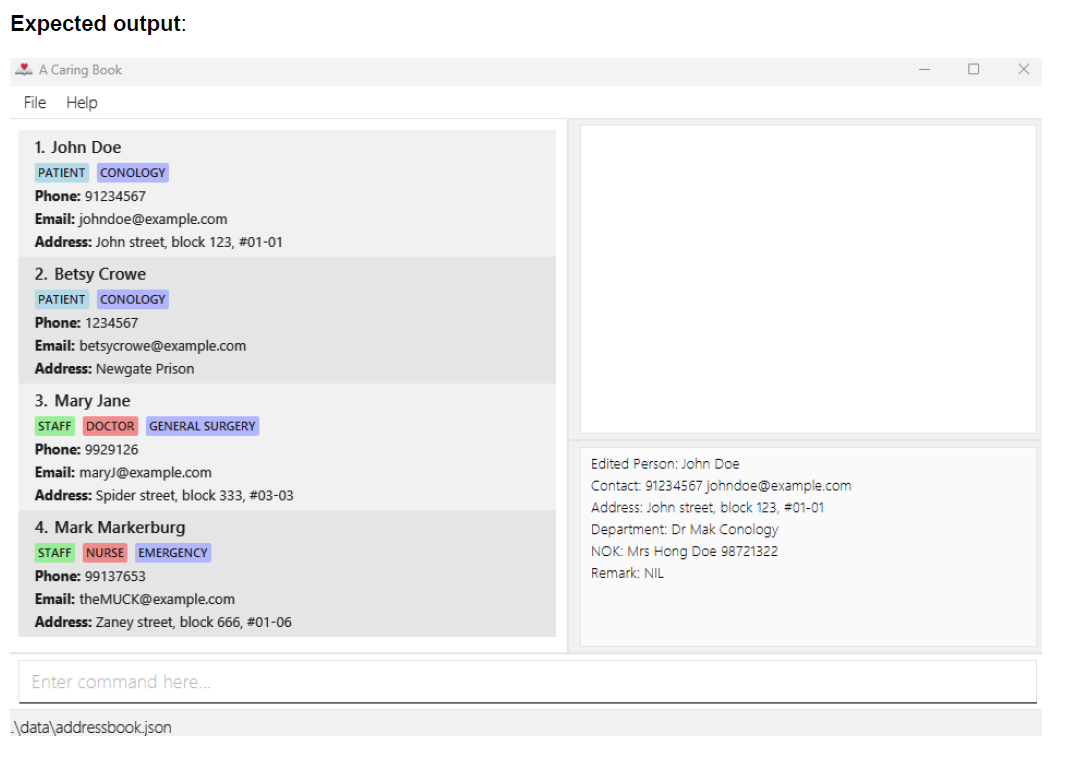 Expected output:
A Caring Book
File Help
1. John Doe
PATIENT CONOLOGY
Phone: 91234567
Email: johndoe@example.com
Address: John street, block 123, #01-01
2. Betsy Crowe
PATIENT CONOLOGY
Phone: 1234567
Email: betsycrowe@example.com
Address: Newgate Prison
3. Mary Jane
STAFF DOCTOR GENERAL SURGERY
Phone: 9929126
Email: maryJ@example.com
Address: Spider street, block 333, #03-03
4. Mark Markerburg
STAFF NURSE EMERGENCY
Phone: 99137653
Email: theMUCK@example.com
Address: Zaney street, block 666, #01-06
Edited Person: John Doe
Contact: 91234567 johndoe@example.com
Address: John street, block 123, #01-01
Department: Dr Mak Conology
NOK: Mrs Hong Doe 98721322
Remark: NIL
Enter command here...
.\data\addressbook.json